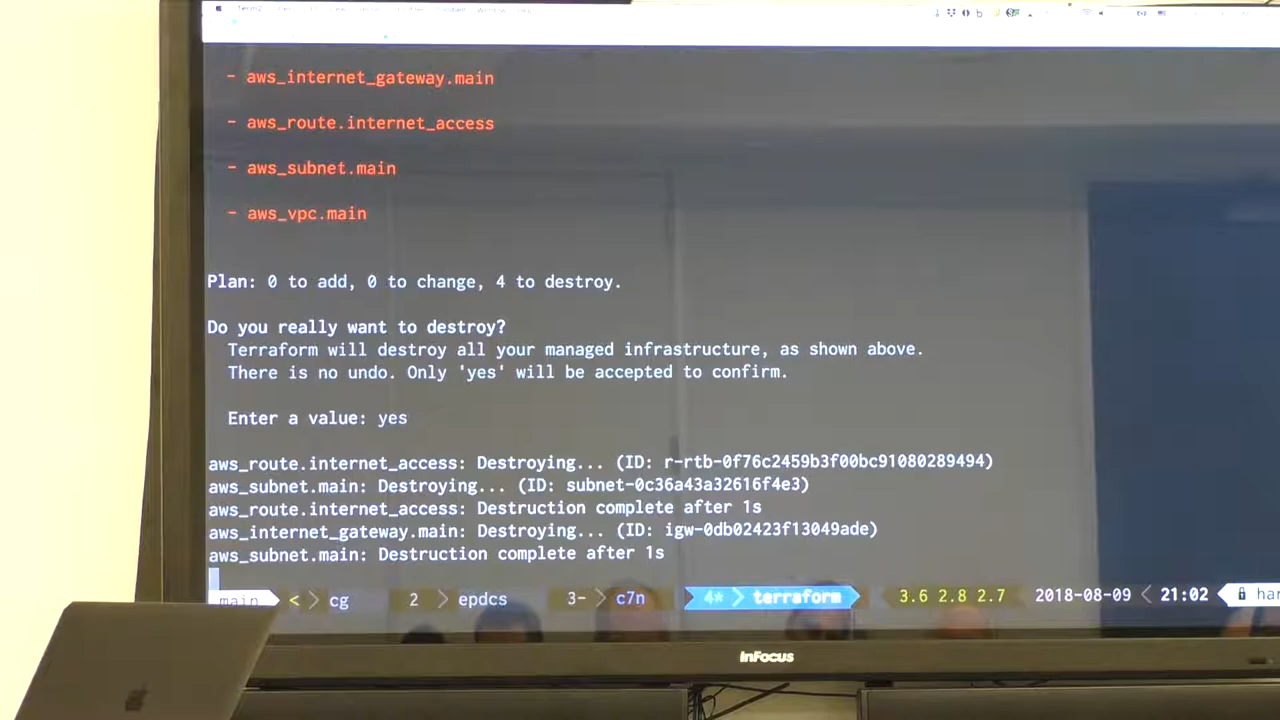 - aws_internet_gateway.main
- aws_route.internet_access
- aws_subnet.main
- aws_vpc.main
Plan: 0 to add, 0 to change, 4 to destroy.
Do you really want to destroy?
Terraform will destroy all your managed infrastructure, as shown above.
There is no undo. Only 'yes' will be accepted to confirm.
Enter a value: yes
aws_route.internet_access: Destroying... (ID: r-rtb-0f76c2459b3f00bc91080289494)
aws_subnet.main: Destroying... (ID: subnet-0c36a43a32616f4e3)
aws_route.internet_access: Destruction complete after 1s
aws_internet_gateway.main: Destroying... (ID: igw-0db02423f13049ade)
aws_subnet.main: Destruction complete after 1s
main < > cg 2 > epdcs 3- > c7n 4* > terraform 3.6 2.8 2.7 2018-08-09 < 21:02 har
InFocus